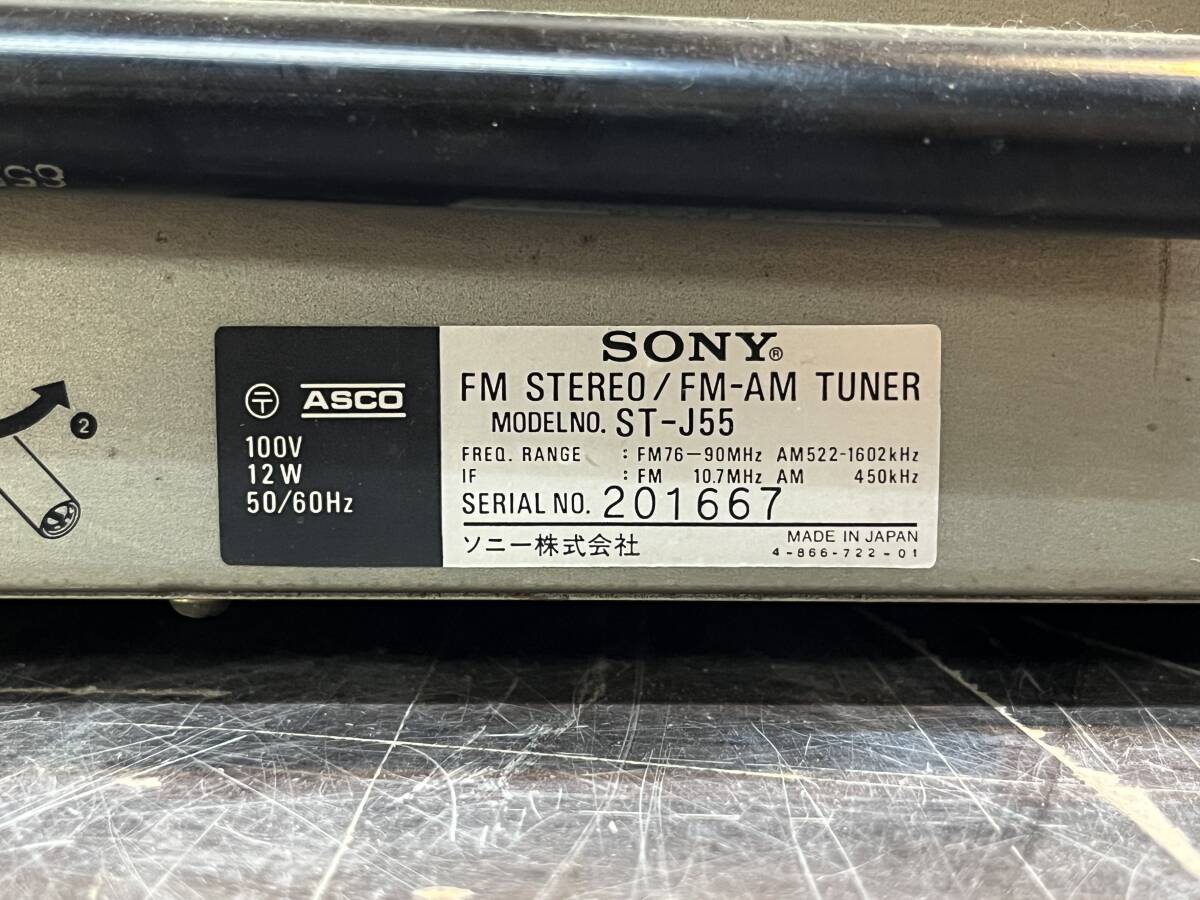 SONY®
FM STEREO/FM-AM TUNER
MODEL NO. ST-J55
FREQ. RANGE : FM76-90MHz AM522-1602kHz
IF : FM 10.7MHz AM 450kHz
SERIAL NO. 201667
ソニー株式会社
MADE IN JAPAN
4-866-722-01
〒 ASCO
100V
12W
50/60Hz
2